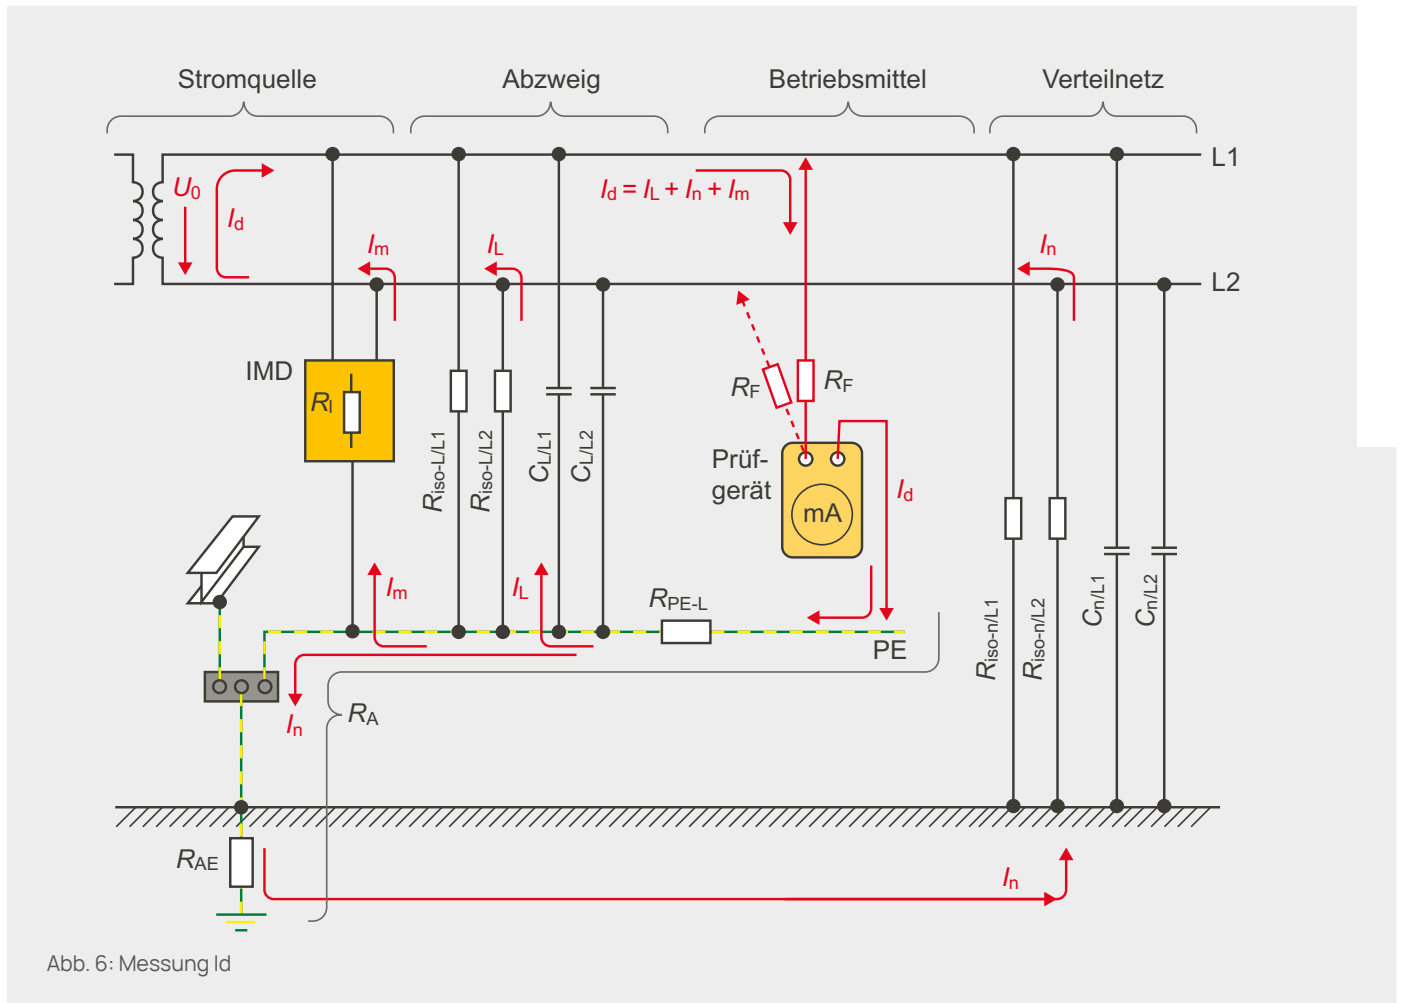 Stromquelle
Abzweig
Betriebsmittel
Verteilnetz
L1
U0
Id
Id = IL + In + Im
Im
IL
In
L2
IMD
RI
RF
RF
Riso-L/L1
Riso-L/L2
CL/L1
CL/L2
Prüf-
gerät
mA
Id
Im
IL
RPE-L
PE
Riso-n/L1
Riso-n/L2
Cn/L1
Cn/L2
In
RA
RAE
In
Abb. 6: Messung Id